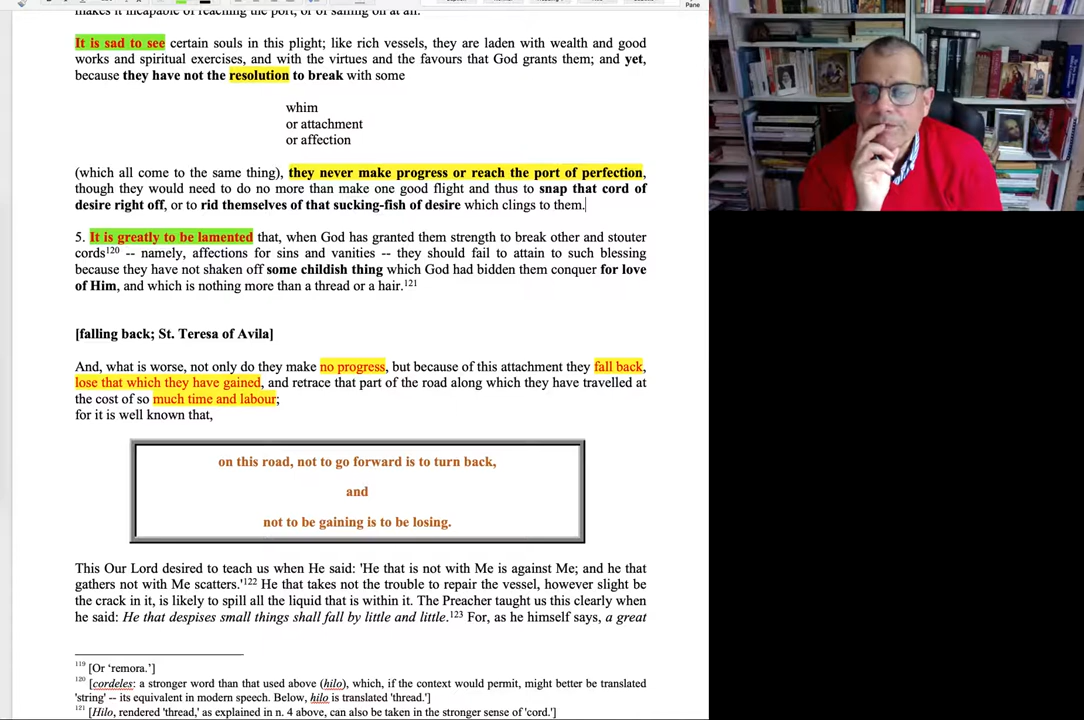 makes it incapable of reaching the port, or of sailing on at all.
It is sad to see certain souls in this plight; like rich vessels, they are laden with wealth and good
works and spiritual exercises, and with the virtues and the favours that God grants them; and yet,
because they have not the resolution to break with some
whim
or attachment
or affection
(which all come to the same thing), they never make progress or reach the port of perfection,
though they would need to do no more than make one good flight and thus to snap that cord of
desire right off, or to rid themselves of that sucking-fish of desire which clings to them.
5. It is greatly to be lamented that, when God has granted them strength to break other and stouter
cords120 -- namely, affections for sins and vanities -- they should fail to attain to such blessing
because they have not shaken off some childish thing which God had bidden them conquer for love
of Him, and which is nothing more than a thread or a hair.121
[falling back; St. Teresa of Avila]
And, what is worse, not only do they make no progress, but because of this attachment they fall back,
lose that which they have gained, and retrace that part of the road along which they have travelled at
the cost of so much time and labour;
for it is well known that,
on this road, not to go forward is to turn back,
and
not to be gaining is to be losing.
This Our Lord desired to teach us when He said: 'He that is not with Me is against Me; and he that
gathers not with Me scatters.'122 He that takes not the trouble to repair the vessel, however slight be
the crack in it, is likely to spill all the liquid that is within it. The Preacher taught us this clearly when
he said: He that despises small things shall fall by little and little.123 For, as he himself says, a great
119 [Or 'remora.']
120 [cordeles: a stronger word than that used above (hilo), which, if the context would permit, might better be translated
'string' -- its equivalent in modern speech. Below, hilo is translated 'thread.']
121 [Hilo, rendered 'thread,' as explained in n. 4 above, can also be taken in the stronger sense of 'cord.']
Pane